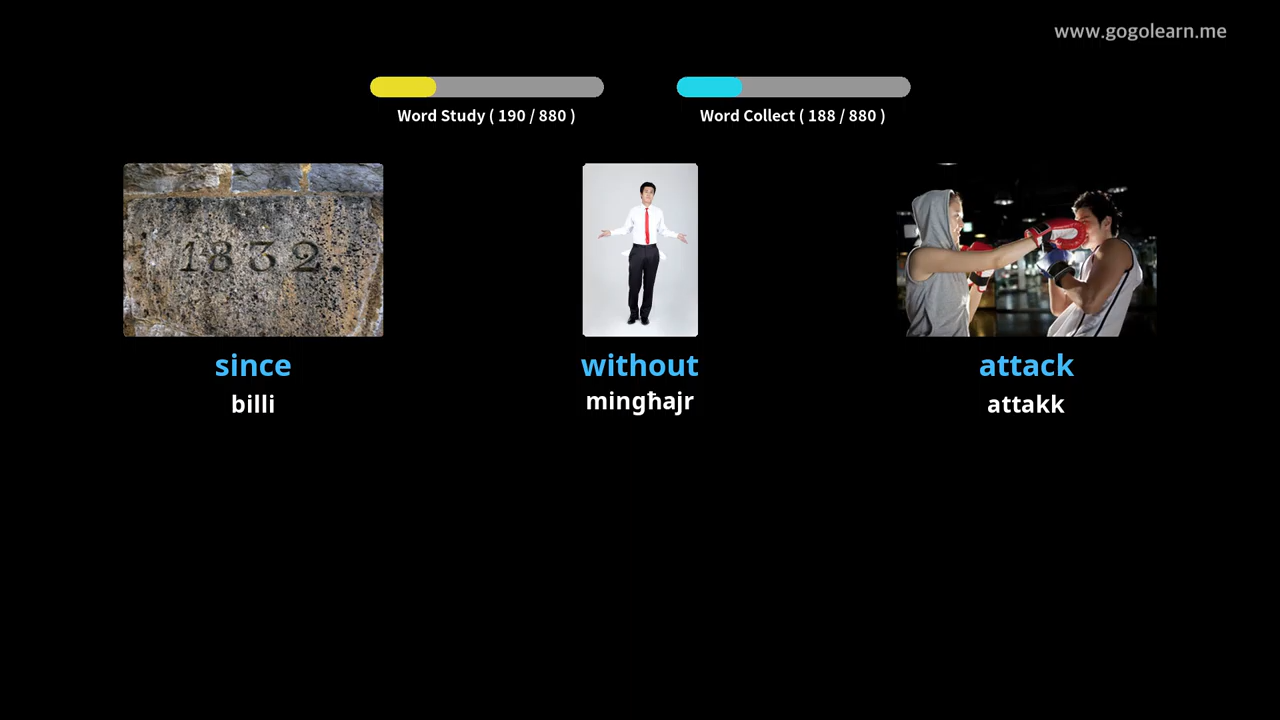 www.gogolearn.me
Word Study ( 190 / 880 )
Word Collect ( 188 / 880 )
1832.
since
without
attack
billi
mingħajr
attakk